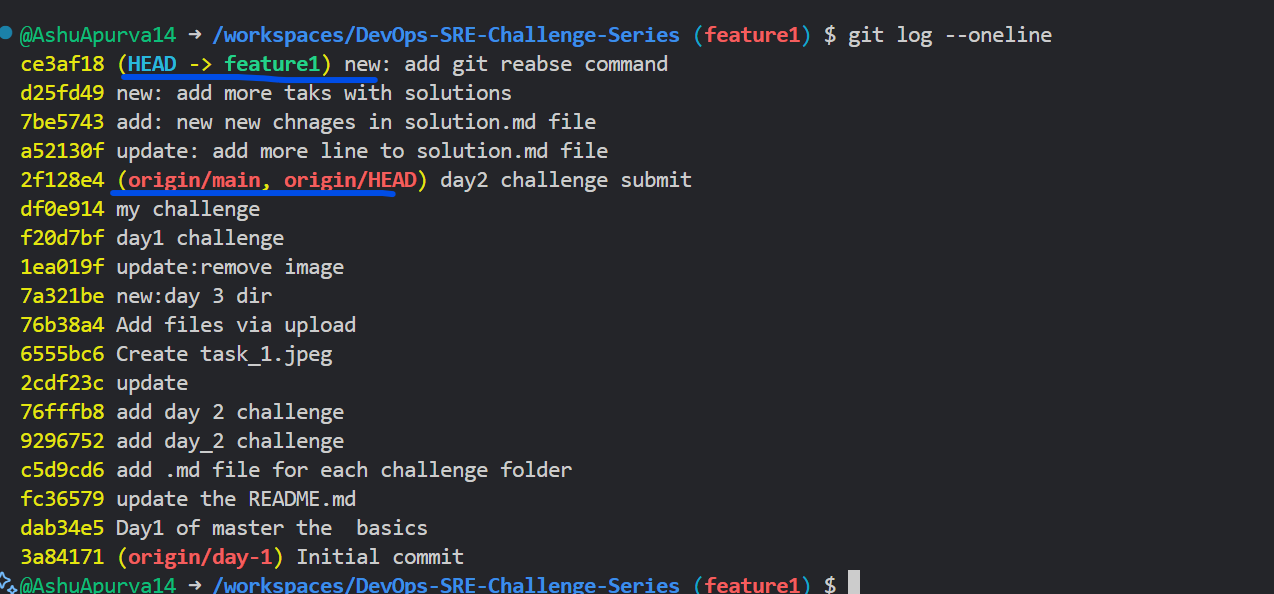 @AshuApurva14 → /workspaces/DevOps-SRE-Challenge-Series (feature1) $ git log --oneline
ce3af18 (HEAD -> feature1) new: add git reabse command
d25fd49 new: add more taks with solutions
7be5743 add: new new chnages in solution.md file
a52130f update: add more line to solution.md file
2f128e4 (origin/main, origin/HEAD) day2 challenge submit
df0e914 my challenge
f20d7bf day1 challenge
1ea019f update:remove image
7a321be new:day 3 dir
76b38a4 Add files via upload
6555bc6 Create task_1.jpeg
2cdf23c update
76fffb8 add day 2 challenge
9296752 add day_2 challenge
c5d9cd6 add .md file for each challenge folder
fc36579 update the README.md
dab34e5 Day1 of master the  basics
3a84171 (origin/day-1) Initial commit
@AshuApurva14 → /workspaces/DevOps-SRE-Challenge-Series (feature1) $